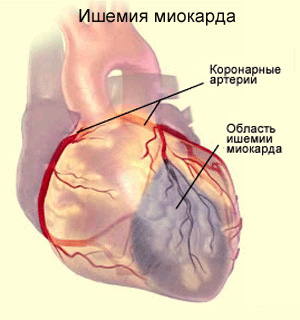 Ишемия миокарда
Коронарные
артерии
Область
ишемии
миокарда